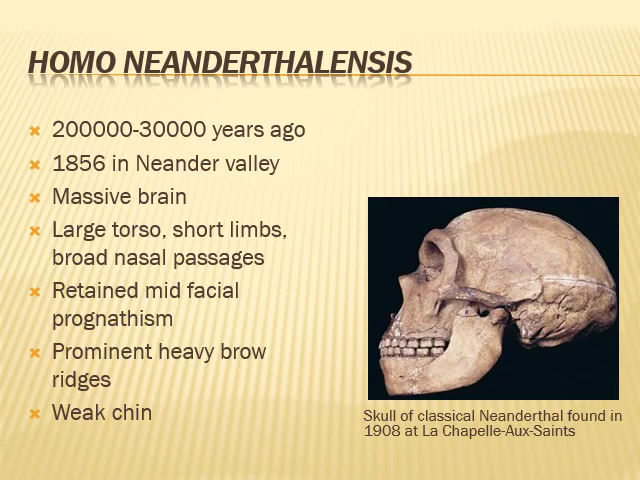 HOMO NEANDERTHALENSIS
200000-30000 years ago
1856 in Neander valley
Massive brain
Large torso, short limbs,
broad nasal passages
Retained mid facial
prognathism
Prominent heavy brow
ridges
Weak chin
Skull of classical Neanderthal found in
1908 at La Chapelle-Aux-Saints